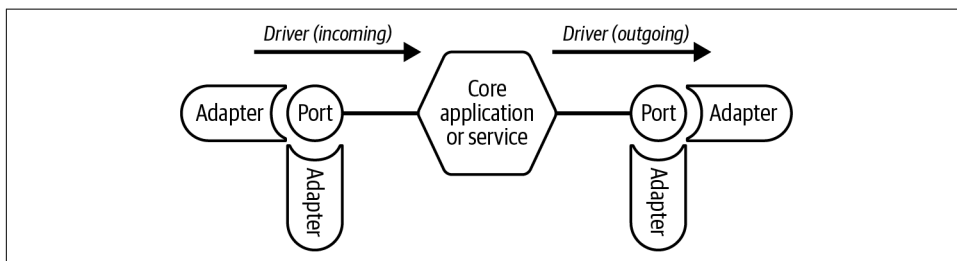 Driver (incoming)
Driver (outgoing)
Adapter
Port
Core
application
or service
Port
Adapter
Adapter
Adapter